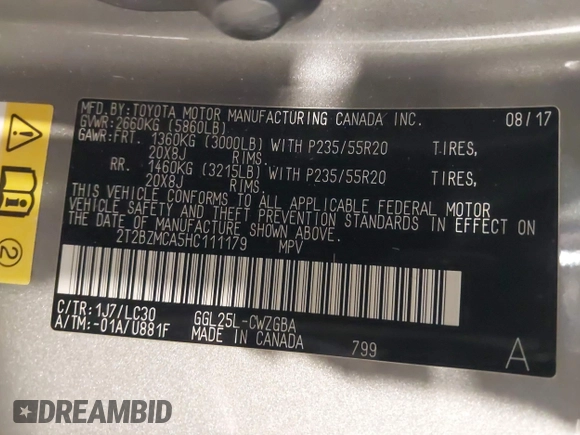 MFD.BY:TOYOTA MOTOR MANUFACTURING CANADA INC. 08/17
GVWR:2660KG (5860LB)
GAWR:FRT. 1360KG (3000LB) WITH P235/55R20 TIRES,
20X8J RIMS.
RR. 1460KG (3215LB) WITH P235/55R20 TIRES,
20X8J RIMS.
THIS VEHICLE CONFORMS TO ALL APPLICABLE FEDERAL MOTOR
VEHICLE SAFETY AND THEFT PREVENTION STANDARDS IN EFFECT ON
THE DATE OF MANUFACTURE SHOWN ABOVE.
2T2BZMCA5HC111179 MPV
C/TR:1J7/LC30 GGL25L-CWZGBA
A/TM:-01A/U881F MADE IN CANADA 799 A
2
DREAMBID